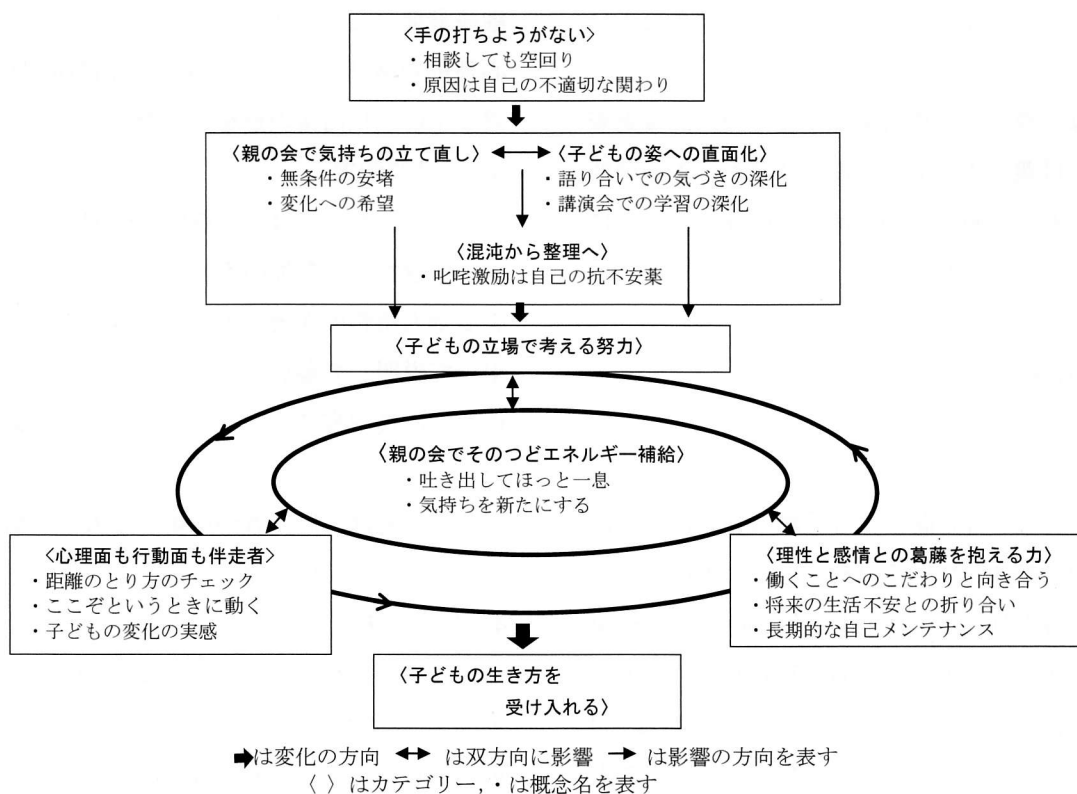 〈手の打ちようがない〉
・相談しても空回り
・原因は自己の不適切な関わり
〈親の会で気持ちの立て直し〉
・無条件の安堵
・変化への希望
〈子どもの姿への直面化〉
・語り合いでの気づきの深化
・講演会での学習の深化
〈混沌から整理へ〉
・叱咤激励は自己の抗不安薬
〈子どもの立場で考える努力〉
〈親の会でそのつどエネルギー補給〉
・吐き出してほっと一息
・気持ちを新たにする
〈心理面も行動面も伴走者〉
・距離のとり方のチェック
・ここぞというときに動く
・子どもの変化の実感
〈理性と感情との葛藤を抱える力〉
・働くことへのこだわりと向き合う
・将来の生活不安との折り合い
・長期的な自己メンテナンス
〈子どもの生き方を
受け入れる〉
➡は変化の方向 ↔ は双方向に影響 → は影響の方向を表す
〈 〉はカテゴリー, ・は概念名を表す